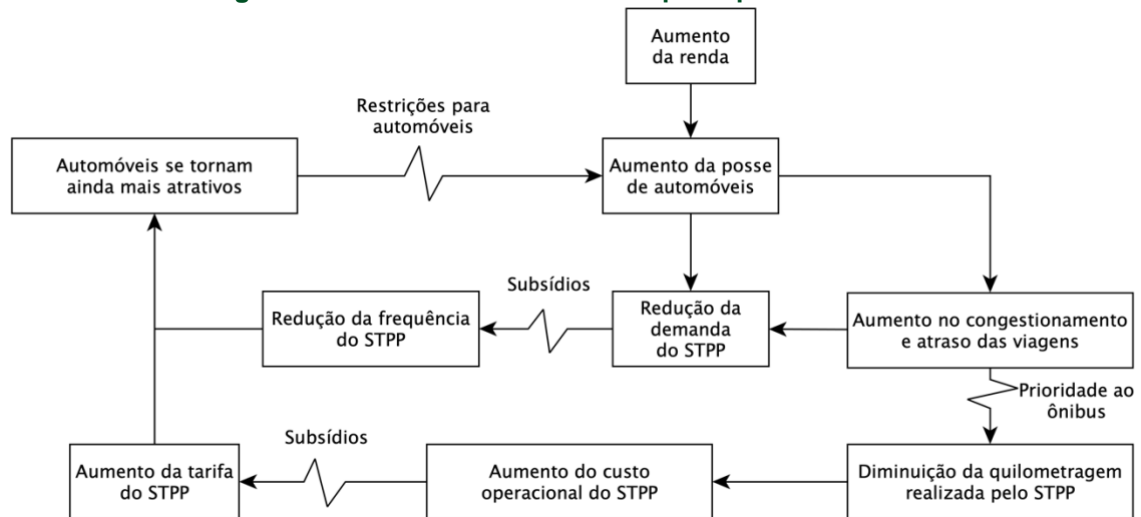 Aumento
da renda
Restrições para
automóveis
Automóveis se tornam
ainda mais atrativos
Aumento da posse
de automóveis
Subsídios
Redução da frequência
do STPP
Redução da
demanda
do STPP
Aumento no congestionamento
e atraso das viagens
Prioridade ao
ônibus
Subsídios
Aumento da tarifa
do STPP
Aumento do custo
operacional do STPP
Diminuição da quilometragem
realizada pelo STPP